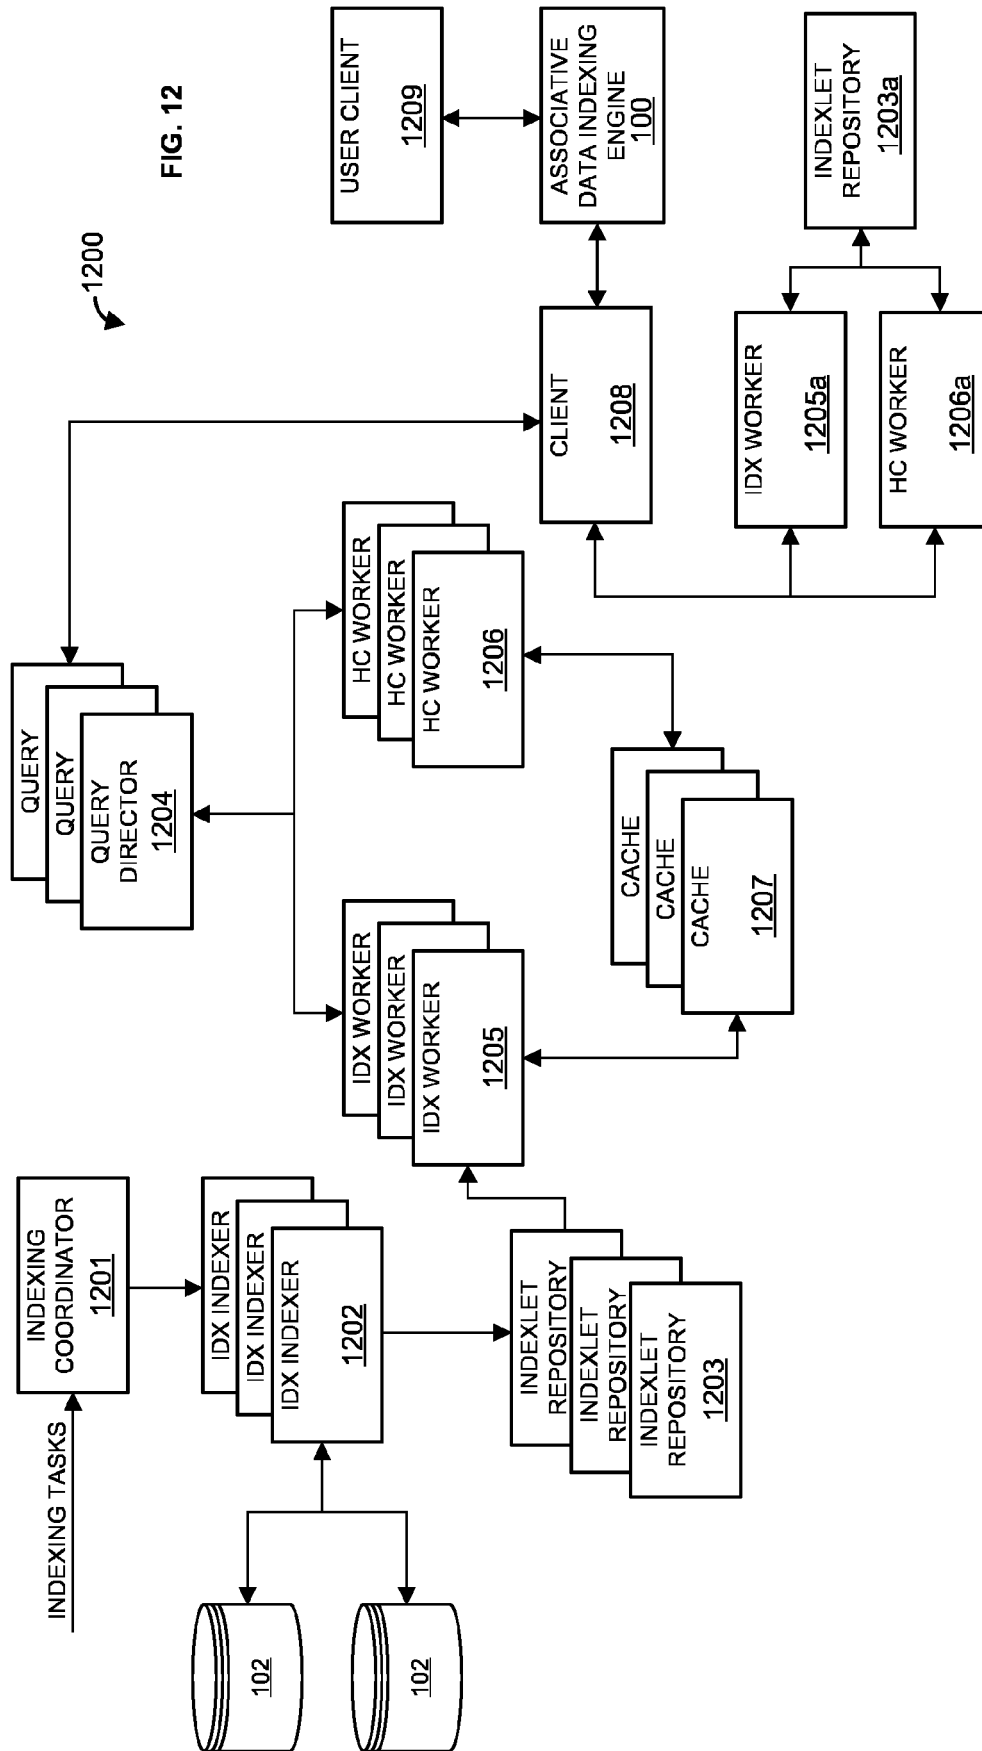 FIG. 12
1200
INDEXING TASKS
INDEXING
COORDINATOR
1201
102
102
IDX INDEXER
IDX INDEXER
IDX INDEXER
1202
INDEXLET
REPOSITORY
INDEXLET
REPOSITORY
INDEXLET
REPOSITORY
1203
QUERY
QUERY
QUERY
DIRECTOR
1204
IDX WORKER
IDX WORKER
IDX WORKER
1205
HC WORKER
HC WORKER
HC WORKER
1206
CACHE
CACHE
CACHE
1207
CLIENT
1208
USER CLIENT
1209
ASSOCIATIVE
DATA INDEXING
ENGINE
100
IDX WORKER
1205a
HC WORKER
1206a
INDEXLET
REPOSITORY
1203a